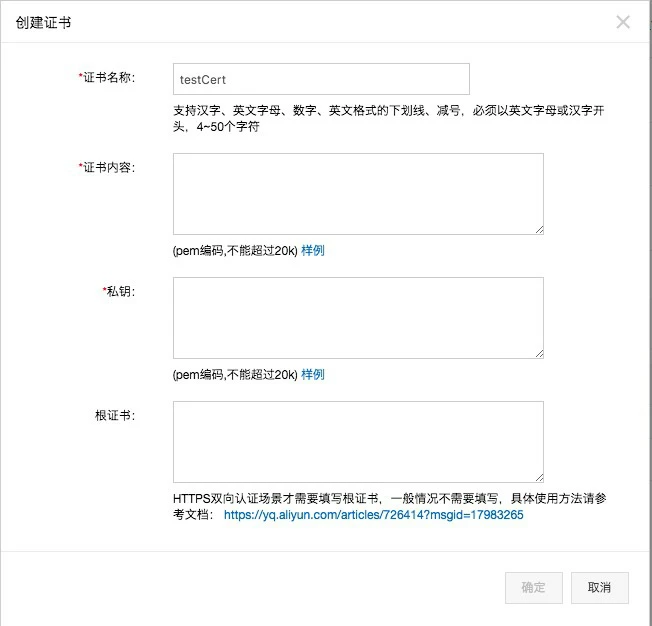 创建证书
*证书名称：
testCert
支持汉字、英文字母、数字、英文格式的下划线、减号，必须以英文字母或汉字开
头，4~50个字符
*证书内容：
(pem编码,不能超过20k) 样例
*私钥：
(pem编码,不能超过20k) 样例
根证书：
HTTPS双向认证场景才需要填写根证书，一般情况不需要填写，具体使用方法请参
考文档： https://yq.aliyun.com/articles/726414?msgid=17983265
确定 取消